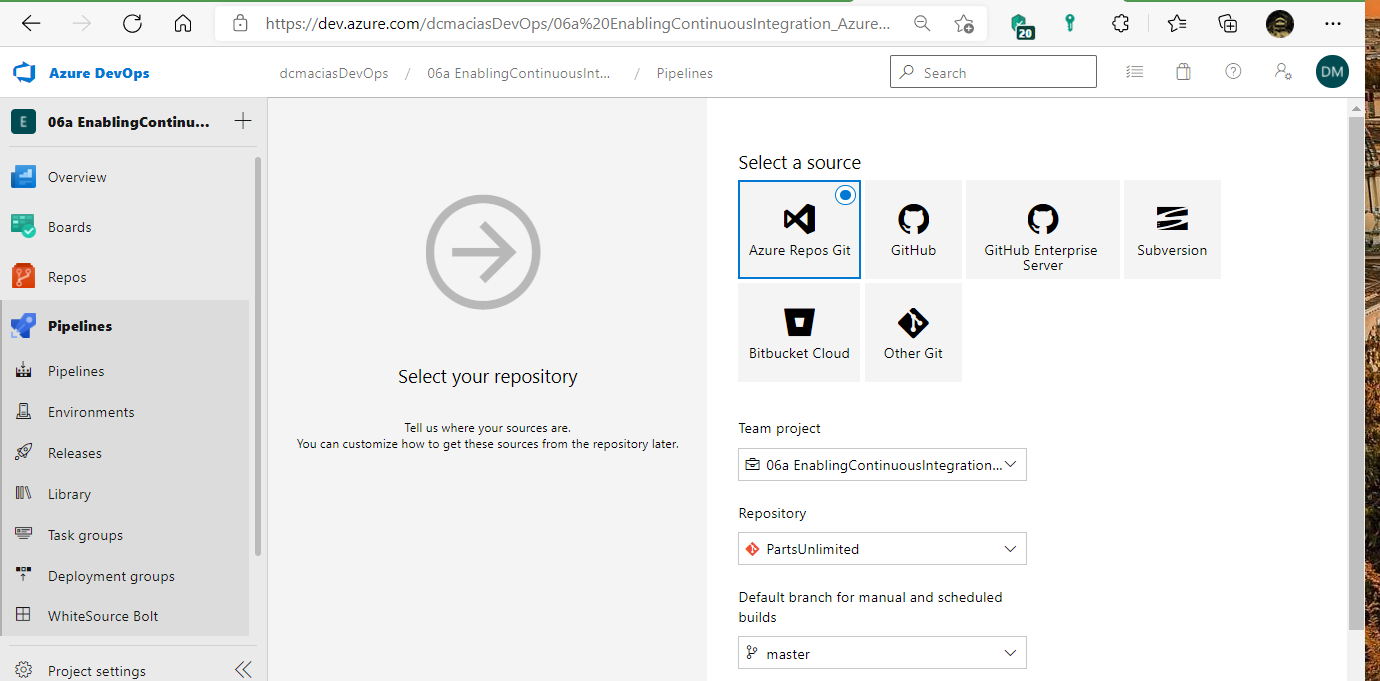 https://dev.azure.com/dcmaciasDevOps/06a%20EnablingContinuousIntegration_Azure...
20
Azure DevOps
dcmaciasDevOps / 06a EnablingContinuousInt... / Pipelines
Search
DM
E
06a EnablingContinu...
Overview
Boards
Repos
Pipelines
Pipelines
Environments
Releases
Library
Task groups
Deployment groups
WhiteSource Bolt
Project settings
Select your repository
Tell us where your sources are.
You can customize how to get these sources from the repository later.
Select a source
Azure Repos Git
GitHub
GitHub Enterprise
Server
Subversion
Bitbucket Cloud
Other Git
Team project
06a EnablingContinuousIntegration...
Repository
PartsUnlimited
Default branch for manual and scheduled
builds
master